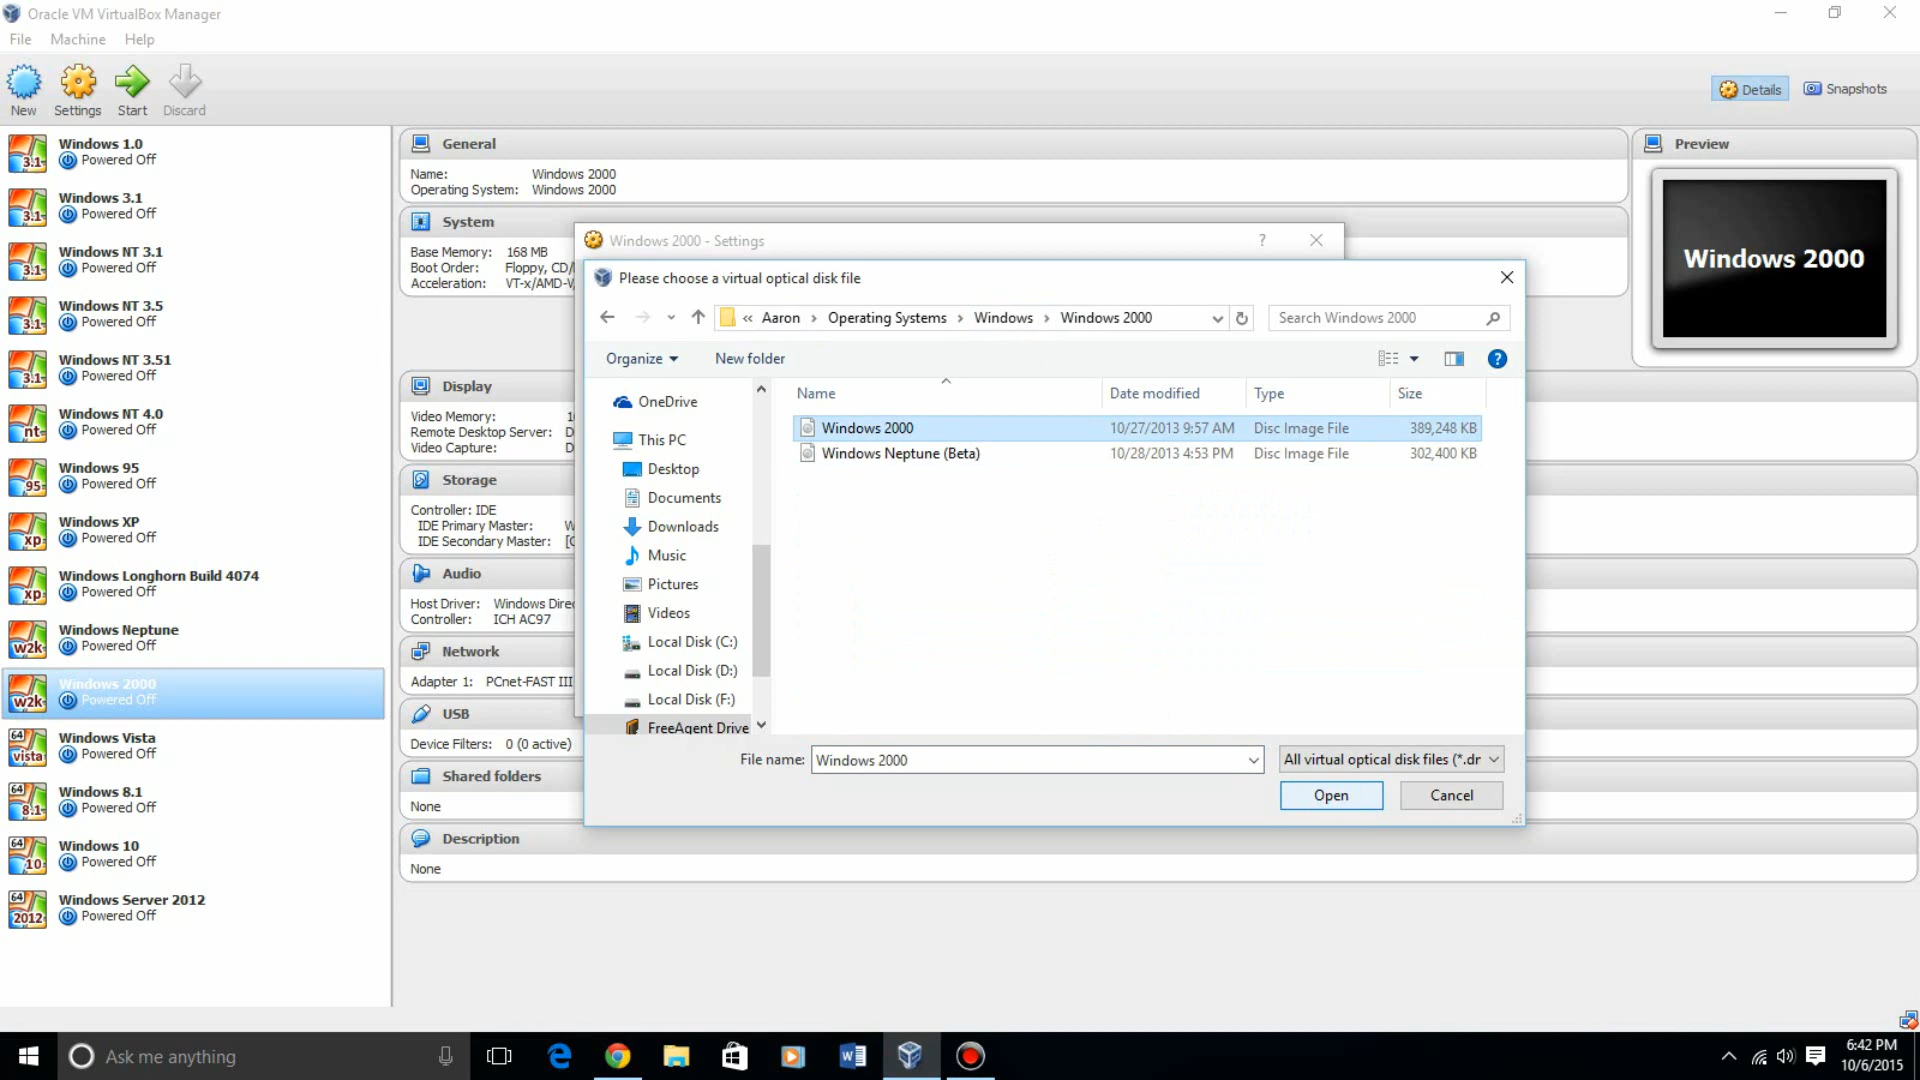 Oracle VM VirtualBox Manager
File Machine Help
New Settings Start Discard
Details Snapshots
Windows 1.0
Powered Off
Windows 3.1
Powered Off
Windows NT 3.1
Powered Off
Windows NT 3.5
Powered Off
Windows NT 3.51
Powered Off
Windows NT 4.0
Powered Off
Windows 95
Powered Off
Windows XP
Powered Off
Windows Longhorn Build 4074
Powered Off
Windows Neptune
Powered Off
Windows 2000
Powered Off
Windows Vista
Powered Off
Windows 8.1
Powered Off
Windows 10
Powered Off
Windows Server 2012
Powered Off
General
Name: Windows 2000
Operating System: Windows 2000
System
Base Memory: 168 MB
Boot Order: Floppy, CD/
Acceleration: VT-x/AMD-V,
Display
Video Memory: 1
Remote Desktop Server: D
Video Capture: D
Storage
Controller: IDE
IDE Primary Master: W
IDE Secondary Master: [C
Audio
Host Driver: Windows Direc
Controller: ICH AC97
Network
Adapter 1: PCnet-FAST III
USB
Device Filters: 0 (0 active)
Shared folders
None
Description
None
Preview
Windows 2000
Windows 2000 - Settings ?
Please choose a virtual optical disk file
« Aaron › Operating Systems › Windows › Windows 2000
Search Windows 2000
Organize New folder ?
OneDrive
This PC
Desktop
Documents
Downloads
Music
Pictures
Videos
Local Disk (C:)
Local Disk (D:)
Local Disk (F:)
FreeAgent Drive
Name Date modified Type Size
Windows 2000 10/27/2013 9:57 AM Disc Image File 389,248 KB
Windows Neptune (Beta) 10/28/2013 4:53 PM Disc Image File 302,400 KB
File name: Windows 2000 All virtual optical disk files (*.dr
Open Cancel
Ask me anything
6:42 PM
10/6/2015